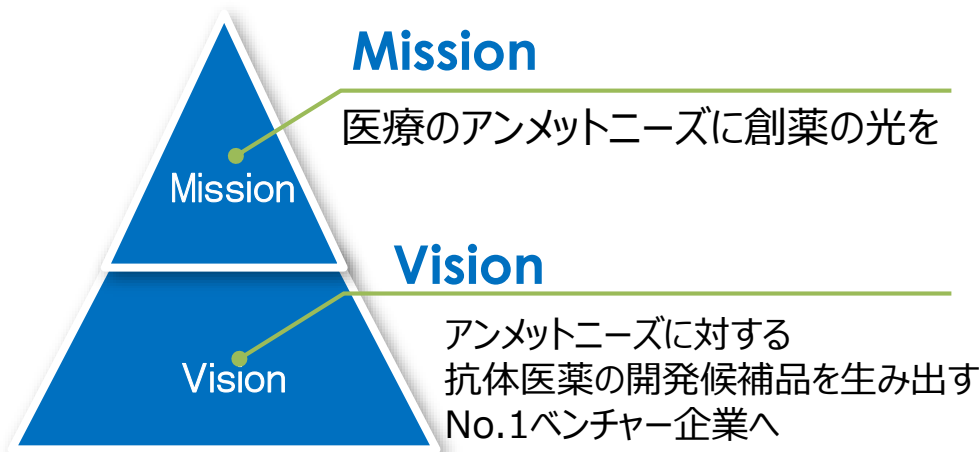 Mission
医療のアンメットニーズに創薬の光を
Mission
Vision
アンメットニーズに対する
抗体医薬の開発候補品を生み出す
No.1ベンチャー企業へ
Vision